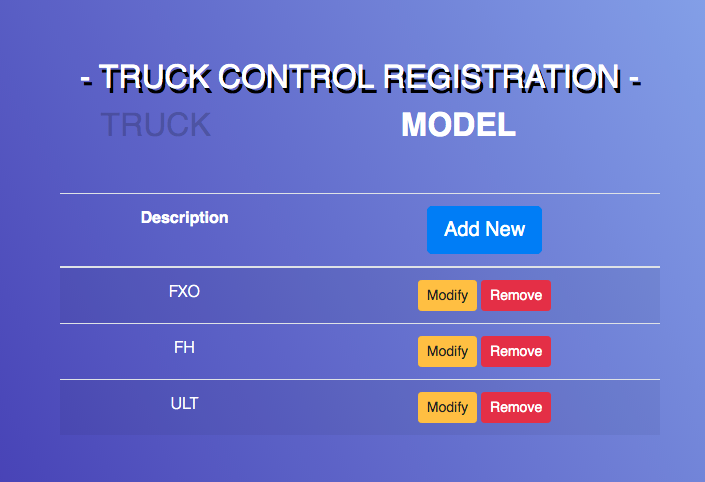 - TRUCK CONTROL REGISTRATION -
TRUCK MODEL
Description Add New
FXO Modify Remove
FH Modify Remove
ULT Modify Remove